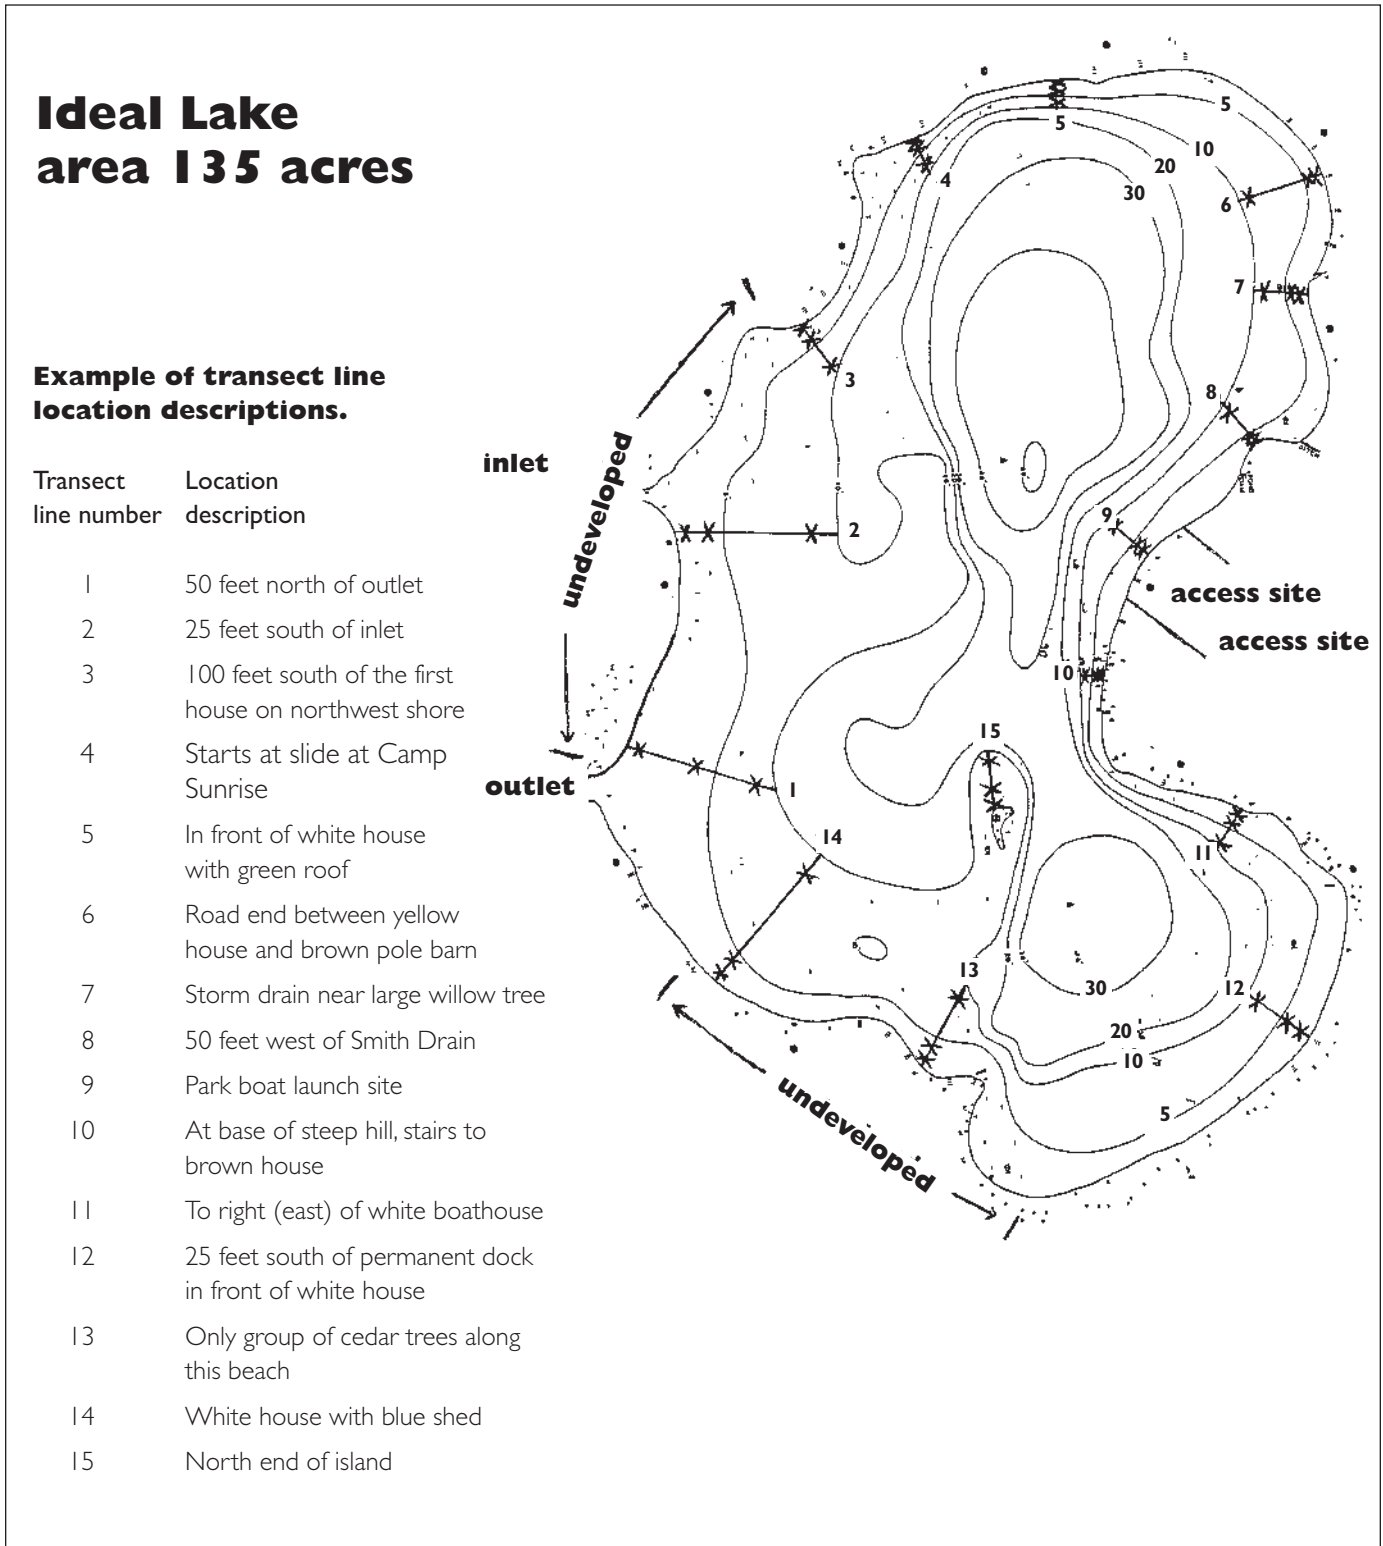 Ideal Lake
area 135 acres
Example of transect line
location descriptions.
Transect
line number
Location
description
1 50 feet north of outlet
2 25 feet south of inlet
3 100 feet south of the first
house on northwest shore
4 Starts at slide at Camp
Sunrise
5 In front of white house
with green roof
6 Road end between yellow
house and brown pole barn
7 Storm drain near large willow tree
8 50 feet west of Smith Drain
9 Park boat launch site
10 At base of steep hill, stairs to
brown house
11 To right (east) of white boathouse
12 25 feet south of permanent dock
in front of white house
13 Only group of cedar trees along
this beach
14 White house with blue shed
15 North end of island
5
5
10
20
4
30
6
7
3
8
inlet
undeveloped
9
2
access site
access site
10
15
outlet
1
14
11
13
30
12
20
10
undeveloped
5